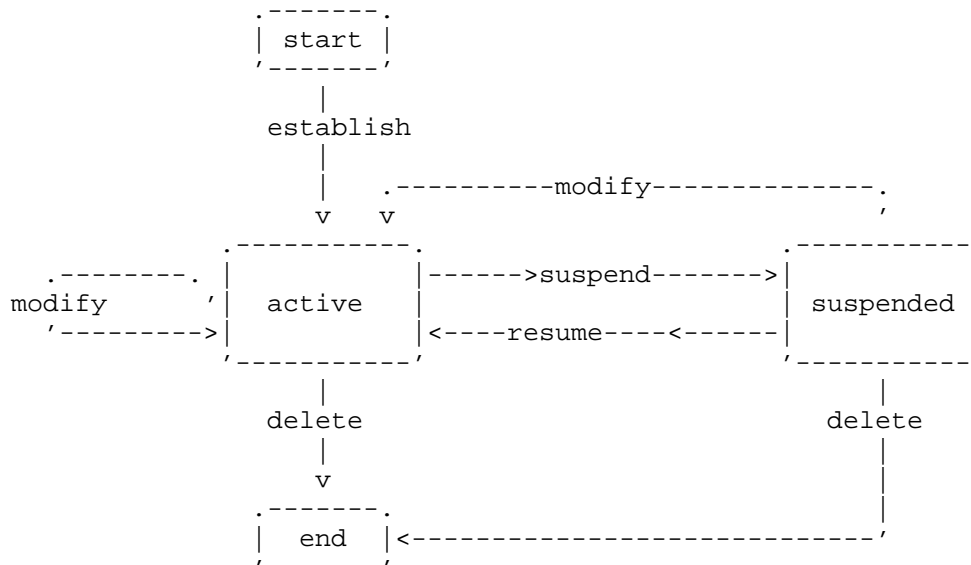 start
establish
modify
suspend
modify active suspended
resume
delete delete
end